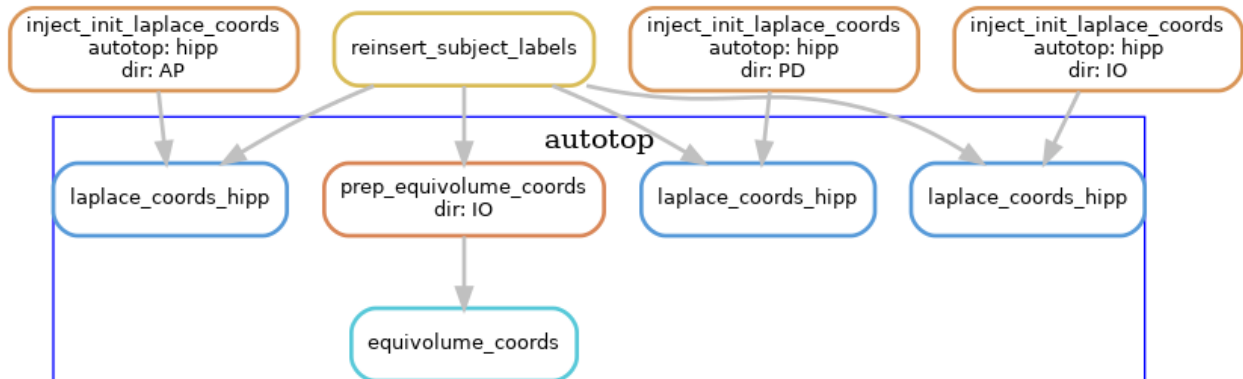 inject_init_laplace_coords
autotop: hipp
dir: AP
reinsert_subject_labels
inject_init_laplace_coords
autotop: hipp
dir: PD
inject_init_laplace_coords
autotop: hipp
dir: IO
autotop
laplace_coords_hipp
prep_equivolume_coords
dir: IO
laplace_coords_hipp
laplace_coords_hipp
equivolume_coords